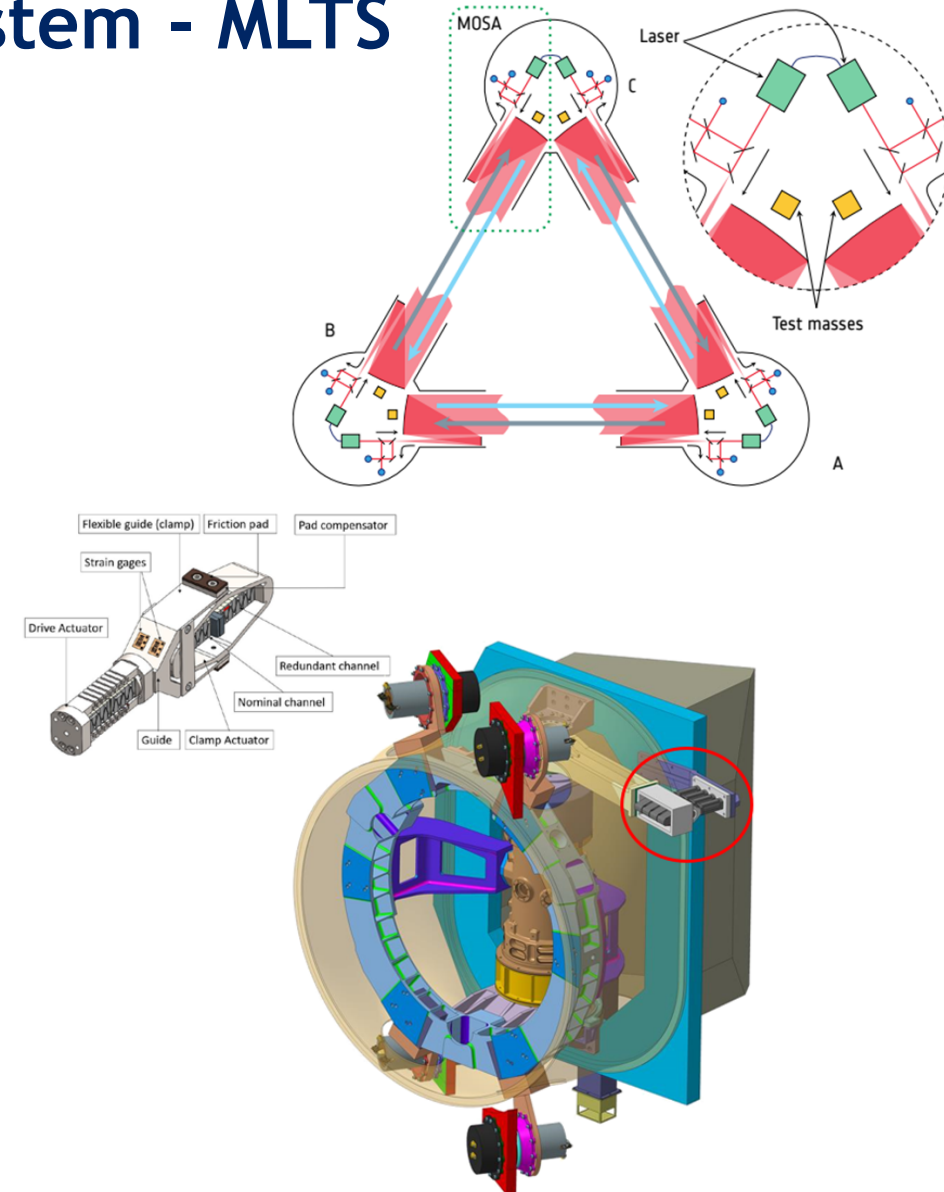 stem - MLTS
MOSA
Laser
C
B
Test masses
A
Flexible guide (clamp)
Friction pad
Pad compensator
Strain gages
Drive Actuator
Redundant channel
Nominal channel
Guide
Clamp Actuator